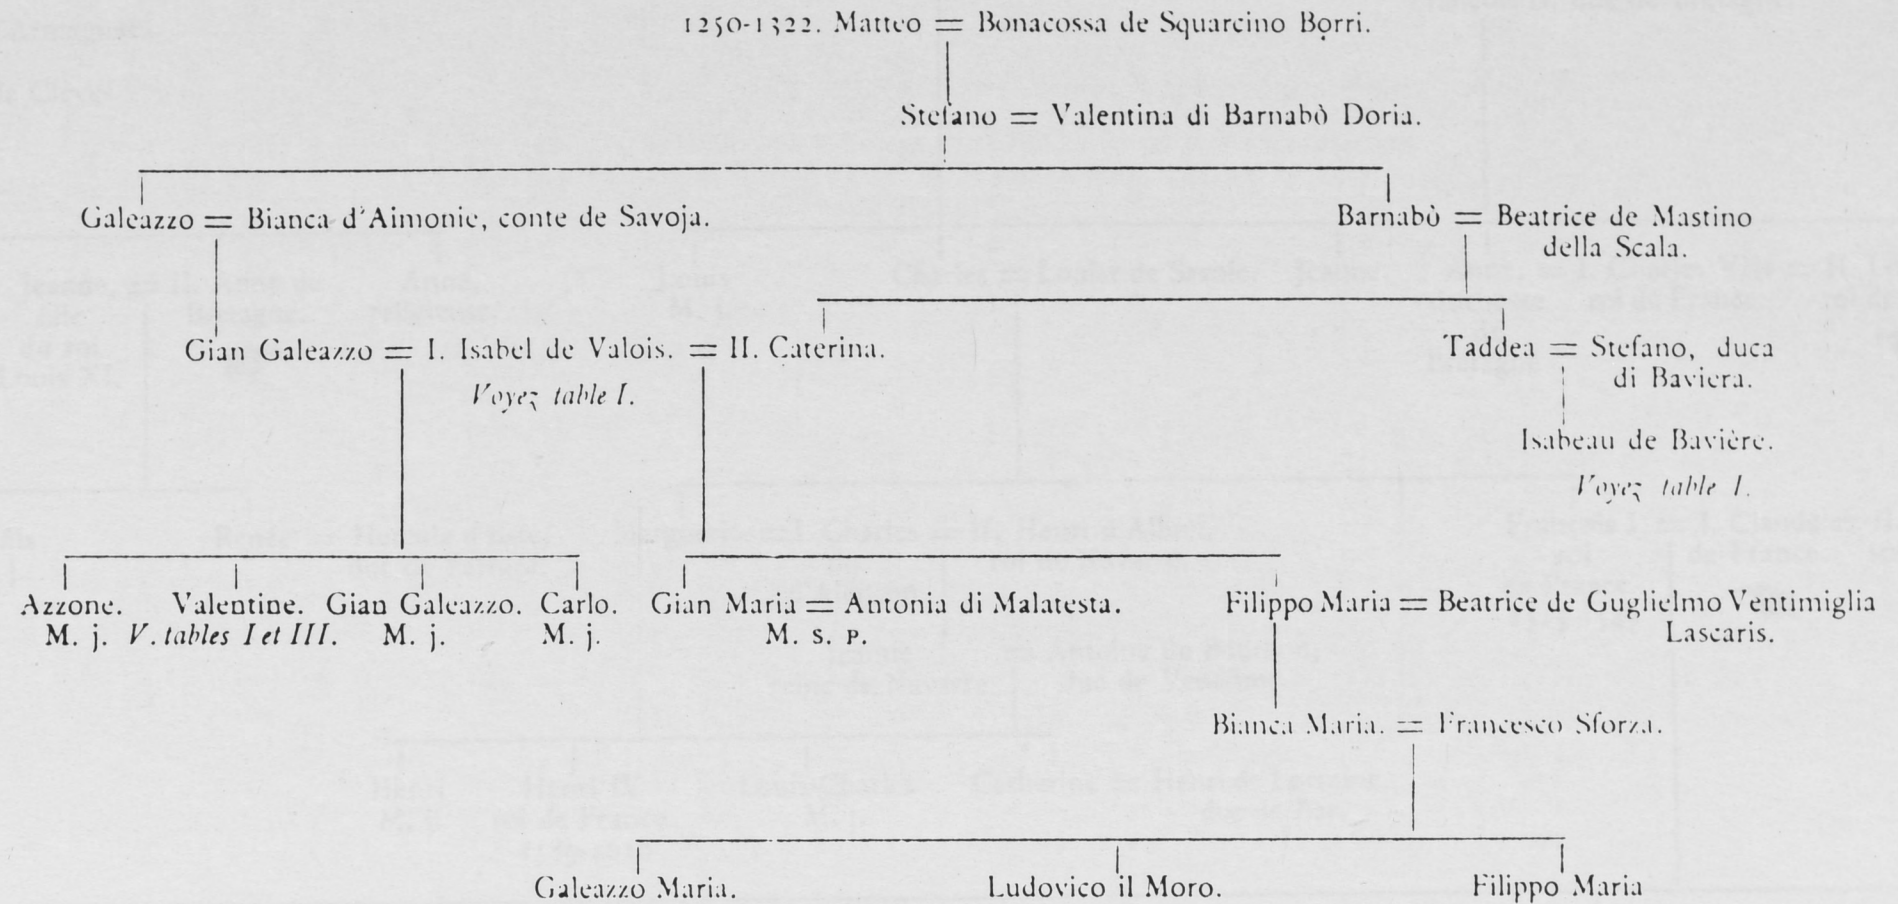 1250-1322. Matteo = Bonacossa de Squarcino Borri.
Stefano = Valentina di Barnabò Doria.
Galeazzo = Bianca d'Aimonie, conte de Savoja.
Barnabò = Beatrice de Mastino
della Scala.
Gian Galeazzo = I. Isabel de Valois. = II. Caterina.
Voyez table I.
Taddea = Stefano, duca
di Baviera.
Isabeau de Bavière.
Voyez table I.
Azzone.
M. j.
Valentine.
V. tables I et III.
Gian Galeazzo.
M. j.
Carlo.
M. j.
Gian Maria = Antonia di Malatesta.
M. S. P.
Filippo Maria = Beatrice de Guglielmo Ventimiglia
Lascaris.
Bianca Maria. = Francesco Sforza.
Galeazzo Maria.
Ludovico il Moro.
Filippo Maria